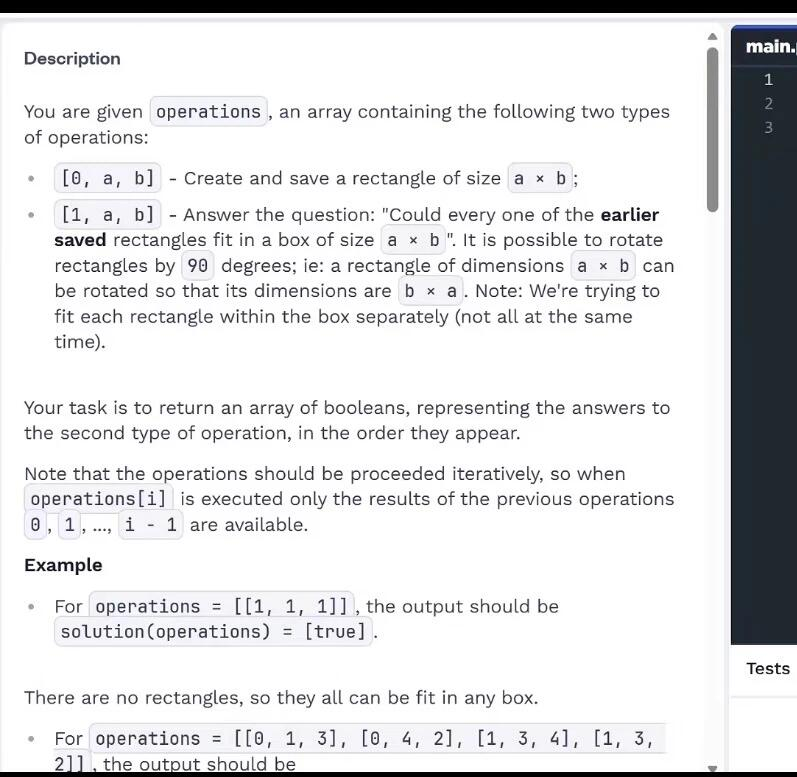 Description
main.
1
2
3
You are given operations, an array containing the following two types
of operations:
• [0, a, b] - Create and save a rectangle of size a × b;
• [1, a, b] - Answer the question: "Could every one of the earlier
saved rectangles fit in a box of size a × b". It is possible to rotate
rectangles by 90 degrees; ie: a rectangle of dimensions a × b can
be rotated so that its dimensions are b × a. Note: We're trying to
fit each rectangle within the box separately (not all at the same
time).
Your task is to return an array of booleans, representing the answers to
the second type of operation, in the order they appear.
Note that the operations should be proceeded iteratively, so when
operations[i] is executed only the results of the previous operations
0, 1, ..., i - 1 are available.
Example
• For operations = [[1, 1, 1]], the output should be
solution(operations) = [true].
Tests
There are no rectangles, so they all can be fit in any box.
• For operations = [[0, 1, 3], [0, 4, 2], [1, 3, 4], [1, 3,
2]], the output should be